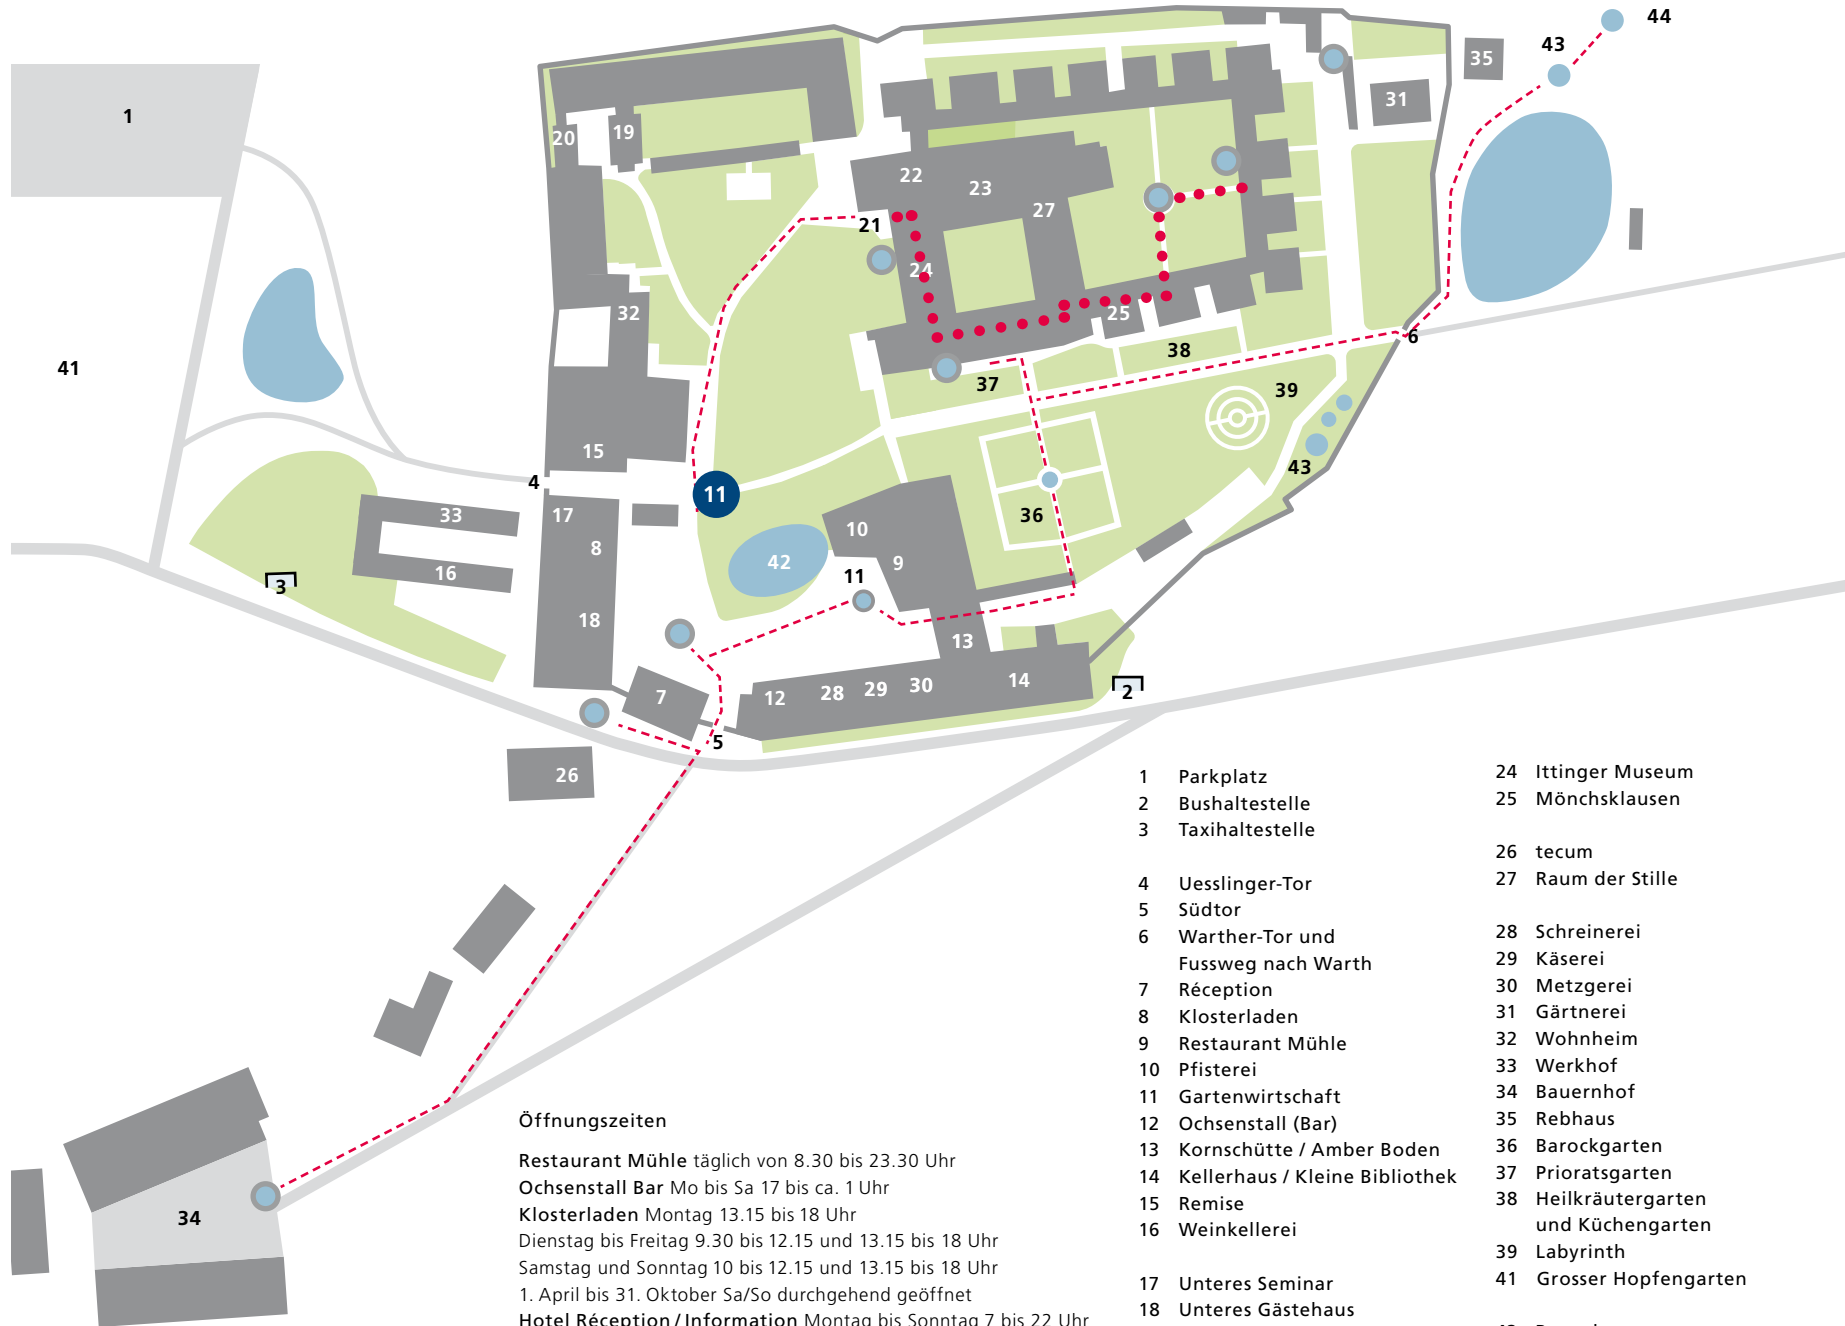 44
43
35
1
31
20
19
22
23
27
21
24
32
25
6
38
41
37
39
15
43
4
11
33
17
36
10
8
42
9
16
11
3
18
13
14
30
7
28
29
12
2
5
26
34
Öffnungszeiten
Restaurant Mühle täglich von 8.30 bis 23.30 Uhr
Ochsenstall Bar Mo bis Sa 17 bis ca. 1 Uhr
Klosterladen Montag 13.15 bis 18 Uhr
Dienstag bis Freitag 9.30 bis 12.15 und 13.15 bis 18 Uhr
Samstag und Sonntag 10 bis 12.15 und 13.15 bis 18 Uhr
1. April bis 31. Oktober Sa/So durchgehend geöffnet
Hotel Réception / Information Montag bis Sonntag 7 bis 22 Uhr
1 Parkplatz
2 Bushaltestelle
3 Taxihaltestelle
4 Uesslinger-Tor
5 Südtor
6 Warther-Tor und
Fussweg nach Warth
7 Réception
8 Klosterladen
9 Restaurant Mühle
10 Pfisterei
11 Gartenwirtschaft
12 Ochsenstall (Bar)
13 Kornschütte / Amber Boden
14 Kellerhaus / Kleine Bibliothek
15 Remise
16 Weinkellerei
17 Unteres Seminar
18 Unteres Gästehaus
24 Ittinger Museum
25 Mönchsklausen
26 tecum
27 Raum der Stille
28 Schreinerei
29 Käserei
30 Metzgerei
31 Gärtnerei
32 Wohnheim
33 Werkhof
34 Bauernhof
35 Rebhaus
36 Barockgarten
37 Prioratsgarten
38 Heilkräutergarten
und Küchengarten
39 Labyrinth
41 Grosser Hopfengarten